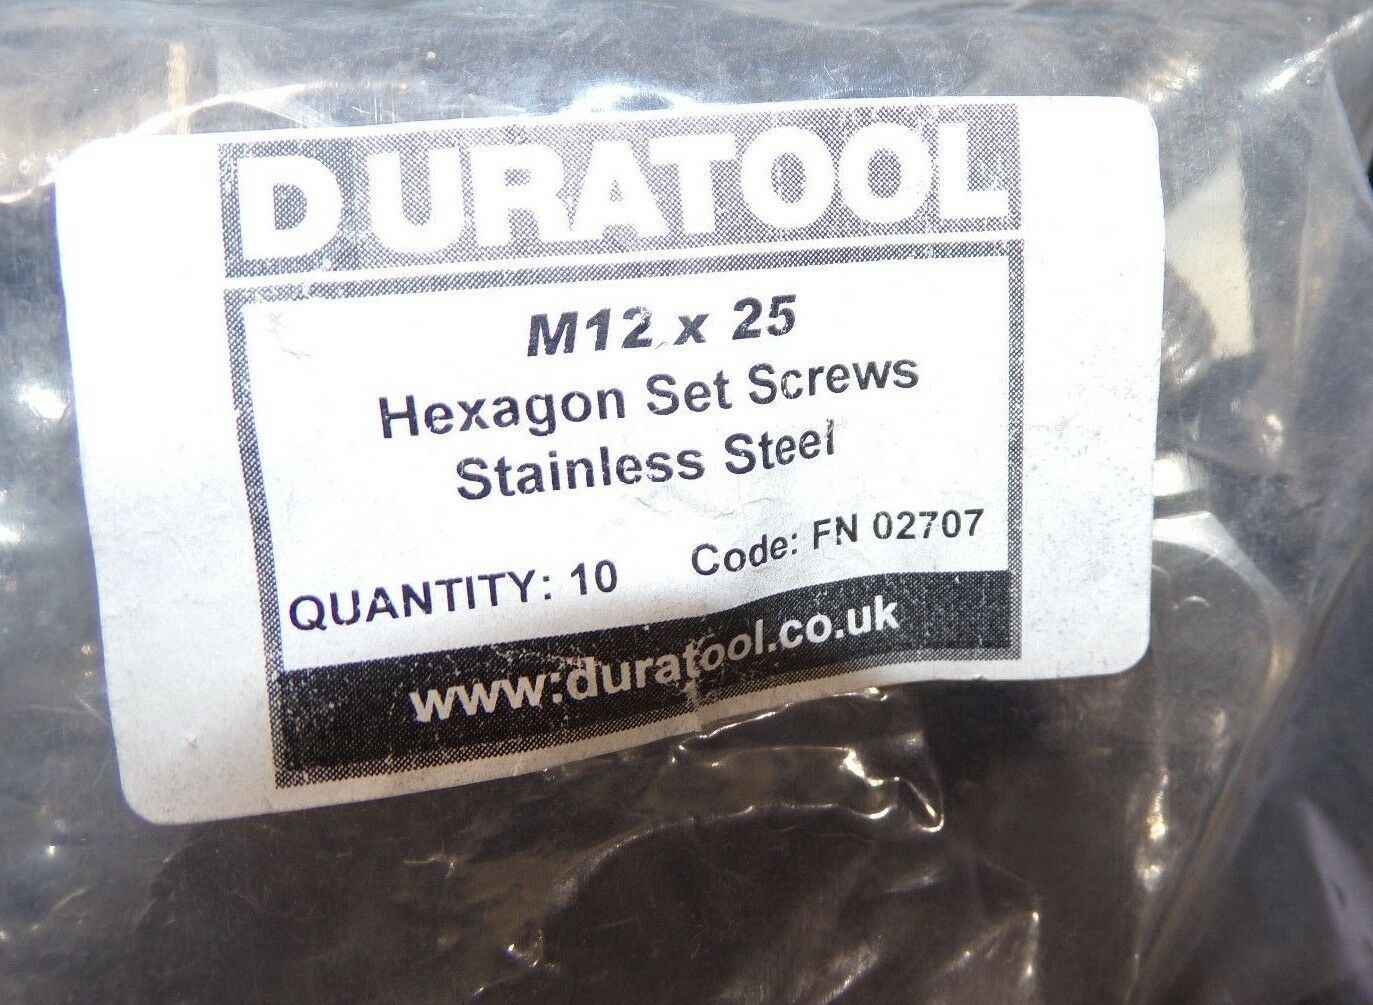 DURATOOL
M12 x 25
Hexagon Set Screws
Stainless Steel
QUANTITY: 10 Code: FN 02707
www.duratool.co.uk